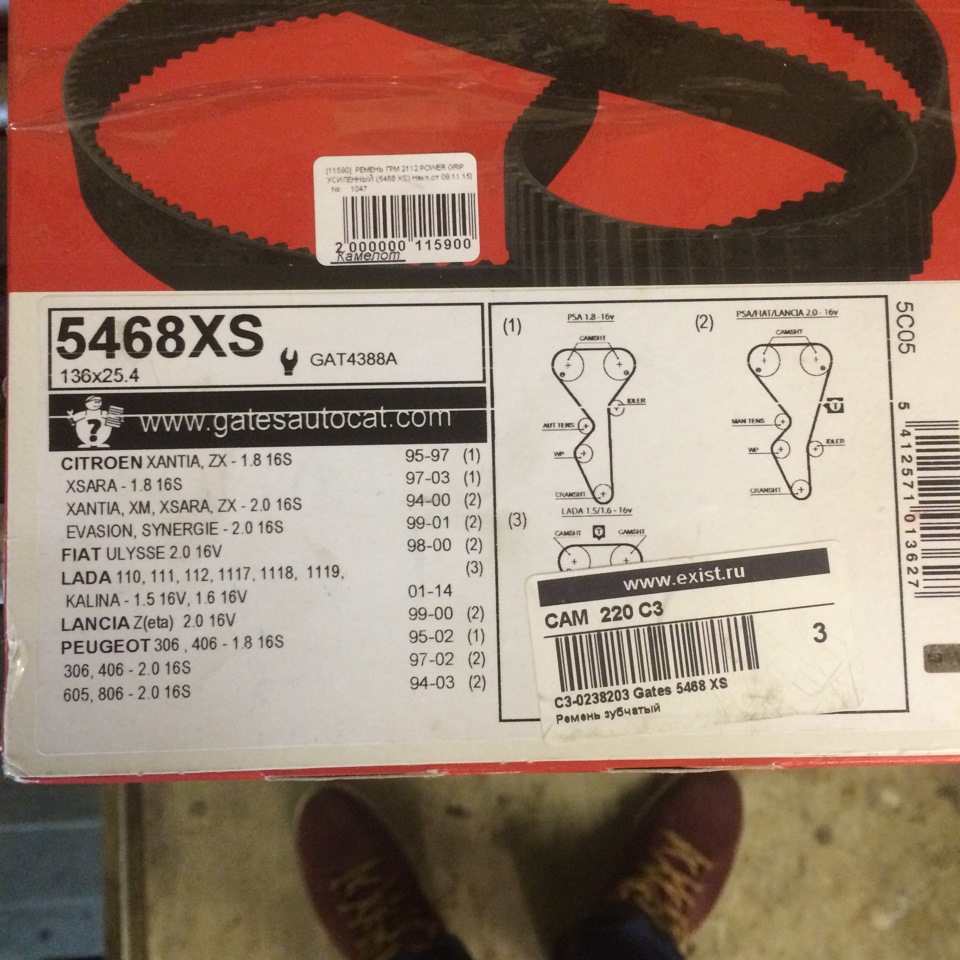 [11590] РЕМЕНЬ ГРМ 2112 POWER GRIP
УСИЛЕННЫЙ (5468 XS) Накл от 09.11.15
№: 1047
2 000000 115900
Камелот
5468XS
GAT4388A
136x25.4
www.gatesautocat.com
CITROEN XANTIA, ZX - 1.8 16S 95-97 (1)
XSARA - 1.8 16S 97-03 (1)
XANTIA, XM, XSARA, ZX - 2.0 16S 94-00 (2)
EVASION, SYNERGIE - 2.0 16S 99-01 (2)
FIAT ULYSSE 2.0 16V 98-00 (2)
LADA 110, 111, 112, 1117, 1118, 1119, (3)
KALINA - 1.5 16V, 1.6 16V 01-14
LANCIA Z(eta) 2.0 16V 99-00 (2)
PEUGEOT 306 , 406 - 1.8 16S 95-02 (1)
306, 406 - 2.0 16S 97-02 (2)
605, 806 - 2.0 16S 94-03 (2)
(1) PSA 1.8 -16v
CAMSHT
IDLER
AUT TENS
WP
CRANSHT
(2) PSA/FIAT/LANCIA 2.0 - 16v
CAMSHT
T
MAN TENS
IDLER
WP
CRANSHT
(3) LADA 1.5/1.6 - 16v
CAMSHT T CAMSHT
www.exist.ru
CAM 220 C3
3
C3-0238203 Gates 5468 XS
Ремень зубчатый
5C05
5 412571 013627